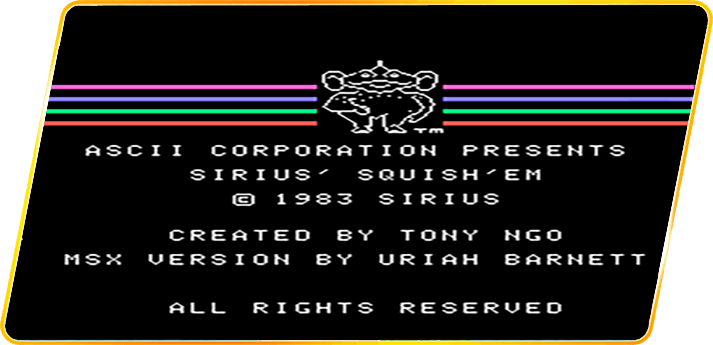 TM
ASCII CORPORATION PRESENTS
SIRIUS' SQUISH'EM
© 1983 SIRIUS
CREATED BY TONY NGO
MSX VERSION BY URIAH BARNETT
ALL RIGHTS RESERVED